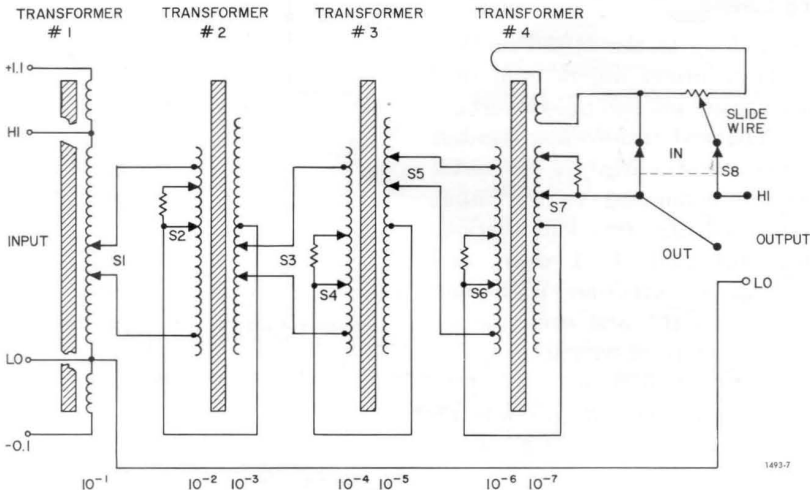 TRANSFORMER
# 1
TRANSFORMER
# 2
TRANSFORMER
# 3
TRANSFORMER
# 4
+1.1
HI
INPUT
LO
-0.1
S1
S2
S3
S4
S5
S6
S7
IN
S8
SLIDE
WIRE
HI
OUT
OUTPUT
LO
1493-7
10⁻¹
10⁻² 10⁻³
10⁻⁴ 10⁻⁵
10⁻⁶ 10⁻⁷